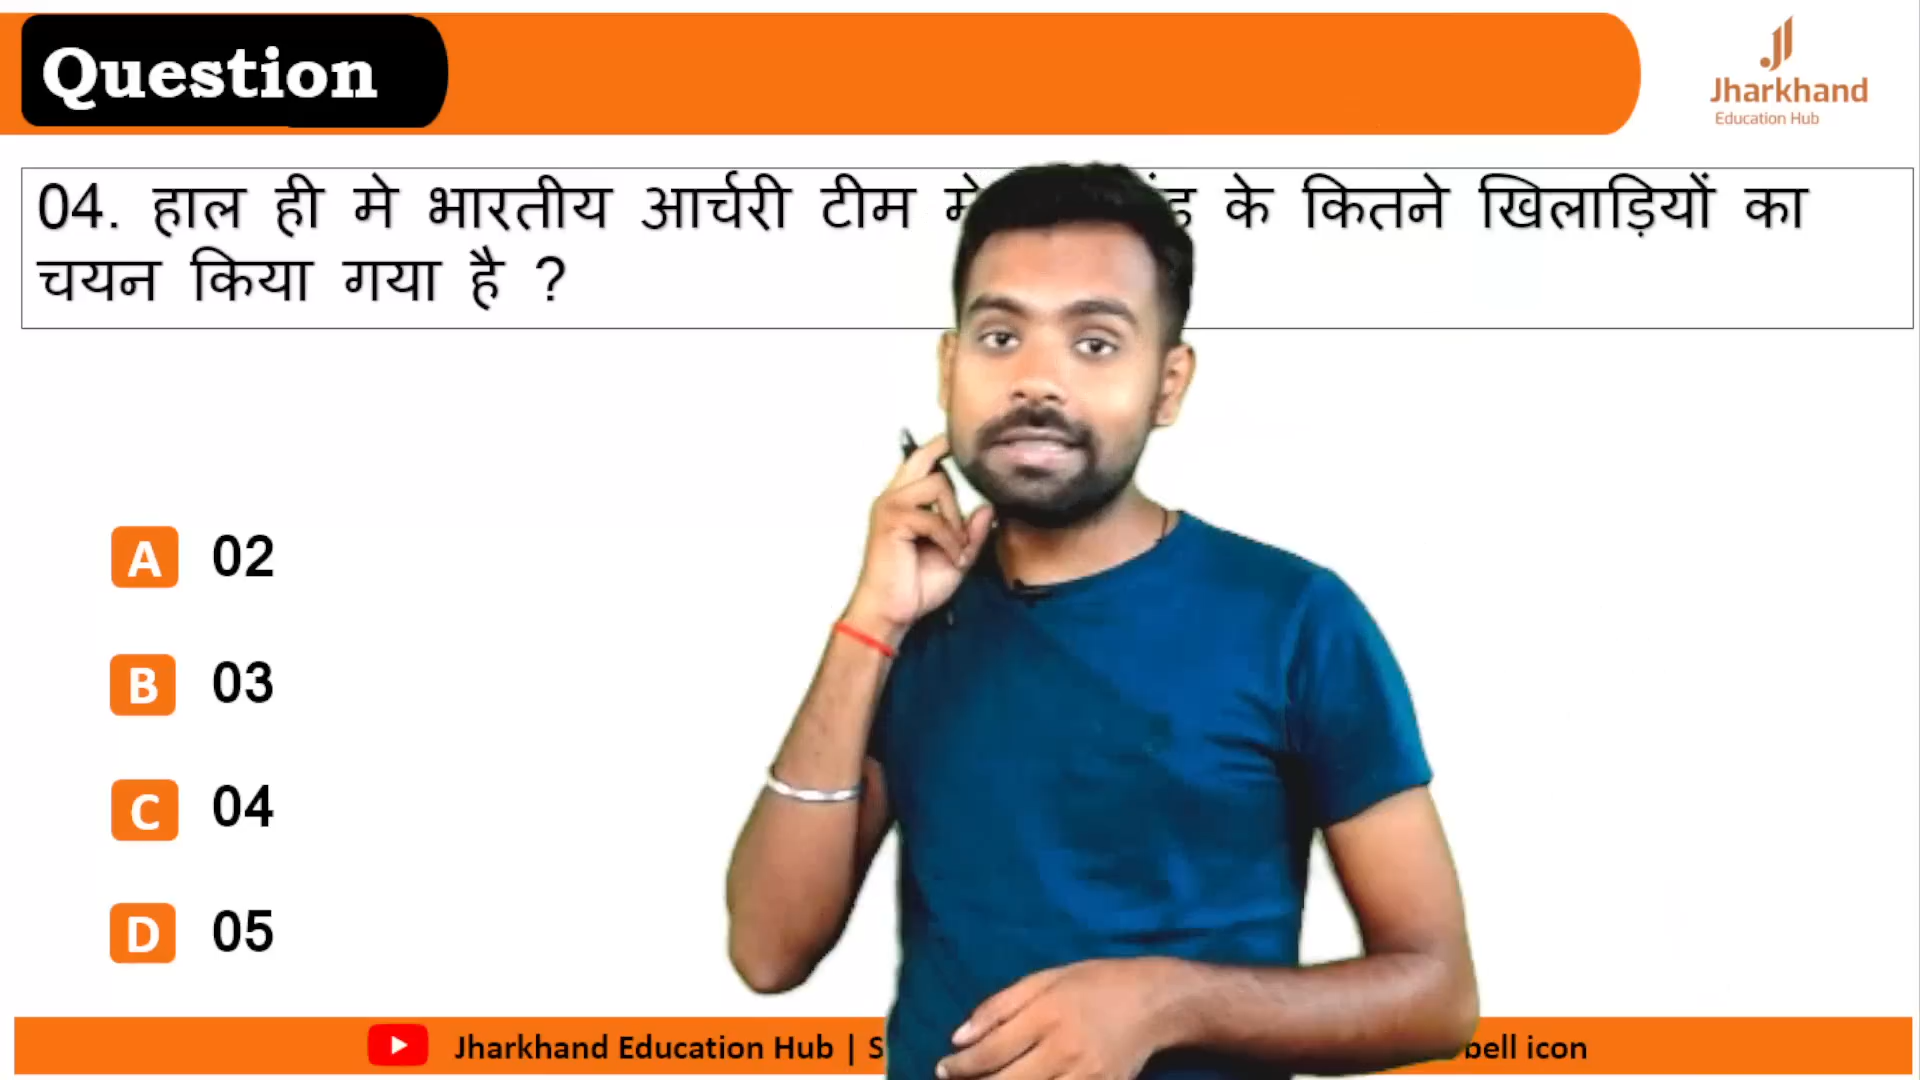 Question
Jharkhand
Education Hub
04. हाल ही मे भारतीय आर्चरी टीम के कितने खिलाड़ियों का
चयन किया गया है ?
A 02
B 03
C 04
D 05
Jharkhand Education Hub | bell icon